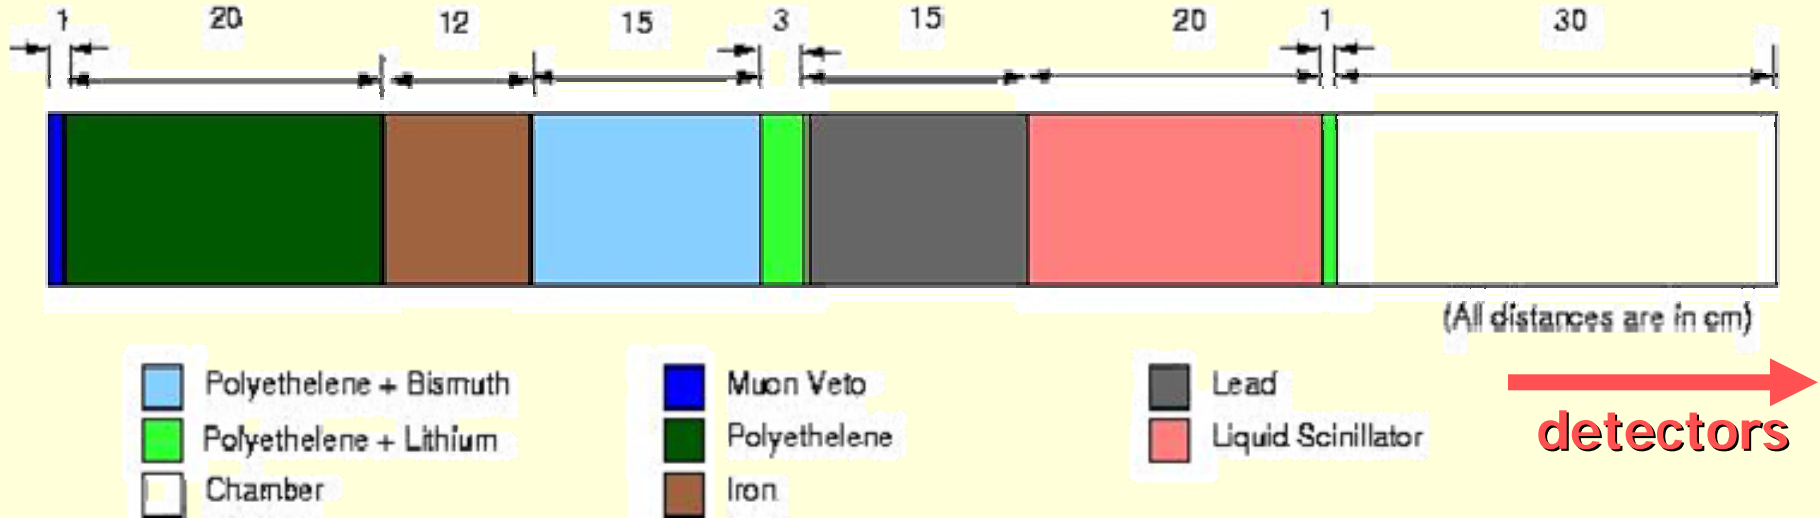 1 20 12 15 3 15 20 1 30
(All distances are in cm)
Polyethelene + Bismuth Muon Veto Lead
Polyethelene + Lithium Polyethelene Liquid Scinillator
Chamber Iron
detectors